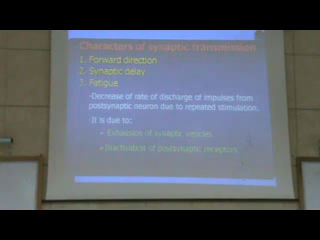 Characters of synaptic transmission
1. Forward direction
2. Synaptic delay
3. Fatigue
-Decrease of rate of discharge of impulses from
postsynaptic neuron due to repeated stimulation.
-It is due to:
Exhaustion of synaptic vesicles
Inactivation of postsynaptic receptors